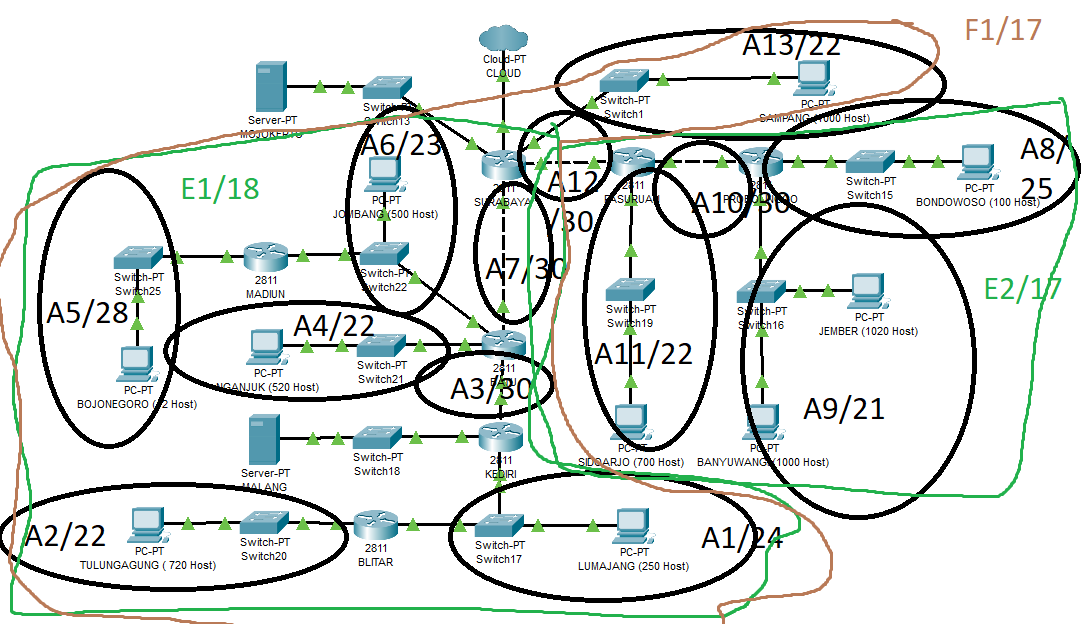 F1/17
Cloud-PT
CLOUD
A13/22
Switch-PT
Switch1
PC-PT
SAMPANG (1000 Host)
Server-PT
MOJOKERTO
Switch-PT
Switch13
A6/23
PC-PT
JOMBANG (500 Host)
2811
SURABAYA
A12
/30
2811
PASURUAN
A10/30
2811
PROBOLINGGO
Switch-PT
Switch15
PC-PT
BONDOWOSO (100 Host)
A8/
25
E1/18
Switch-PT
Switch25
2811
MADIUN
Switch-PT
Switch22
A7/30
E2/17
A5/28
A4/22
Switch-PT
Switch19
Switch-PT
Switch16
PC-PT
JEMBER (1020 Host)
PC-PT
BOJONEGORO (12 Host)
PC-PT
NGANJUK (520 Host)
Switch-PT
Switch21
2811
A3/30
A11/22
A9/21
Server-PT
MALANG
Switch-PT
Switch18
2811
KEDIRI
PC-PT
SIDOARJO (700 Host)
PC-PT
BANYUWANGI (1000 Host)
A2/22
PC-PT
TULUNGAGUNG ( 720 Host)
Switch-PT
Switch20
2811
BLITAR
Switch-PT
Switch17
PC-PT
LUMAJANG (250 Host)
A1/24